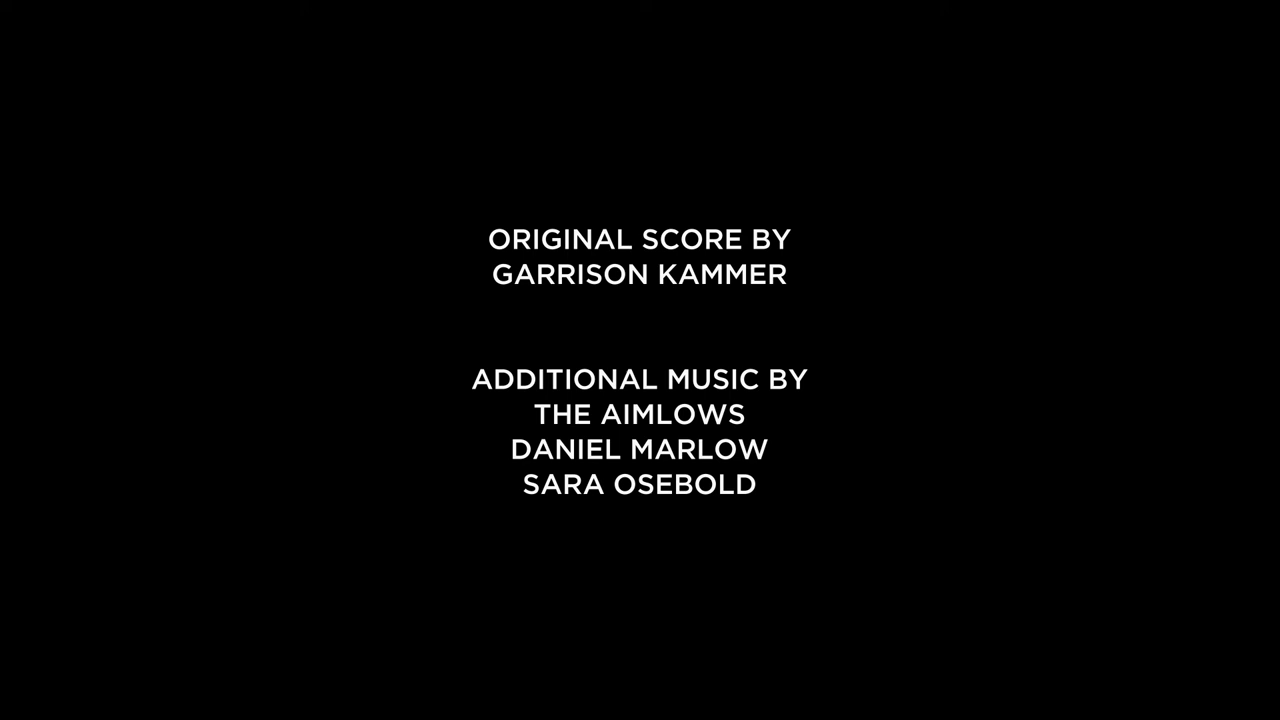 ORIGINAL SCORE BY
GARRISON KAMMER
ADDITIONAL MUSIC BY
THE AIMLOWS
DANIEL MARLOW
SARA OSEBOLD